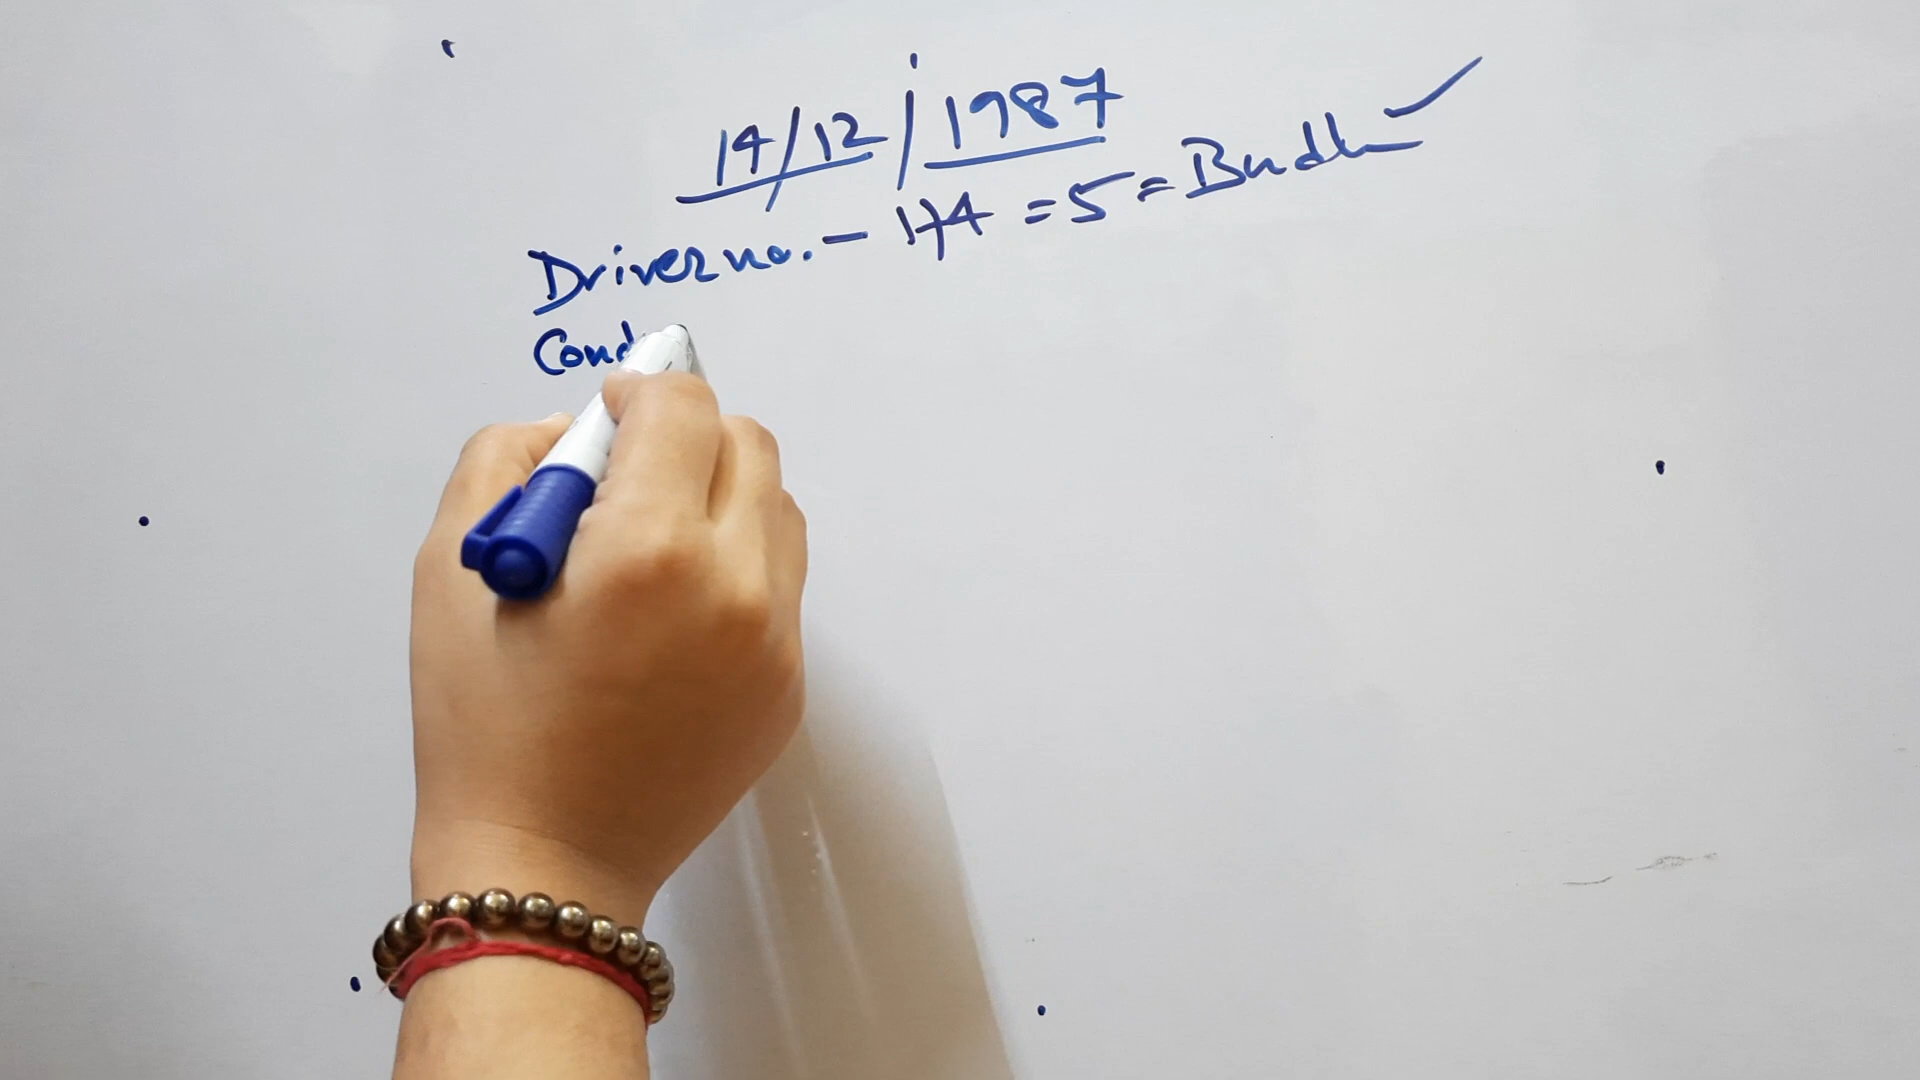 14/12/1987
Driver no. - 1+4 = 5 = Budh
Cond